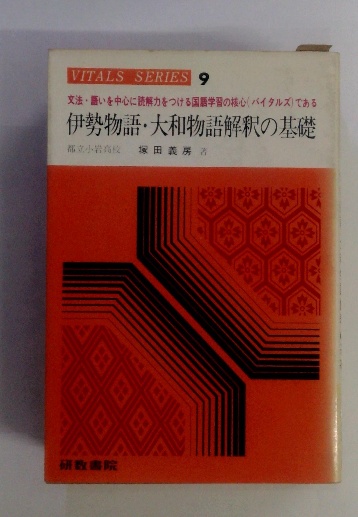 VITALS SERIES 9
文法・語いを中心に読解力をつける国語学習の核心(バイタルズ)である
伊勢物語・大和物語解釈の基礎
都立小岩高校 塚田義房 著
研数書院